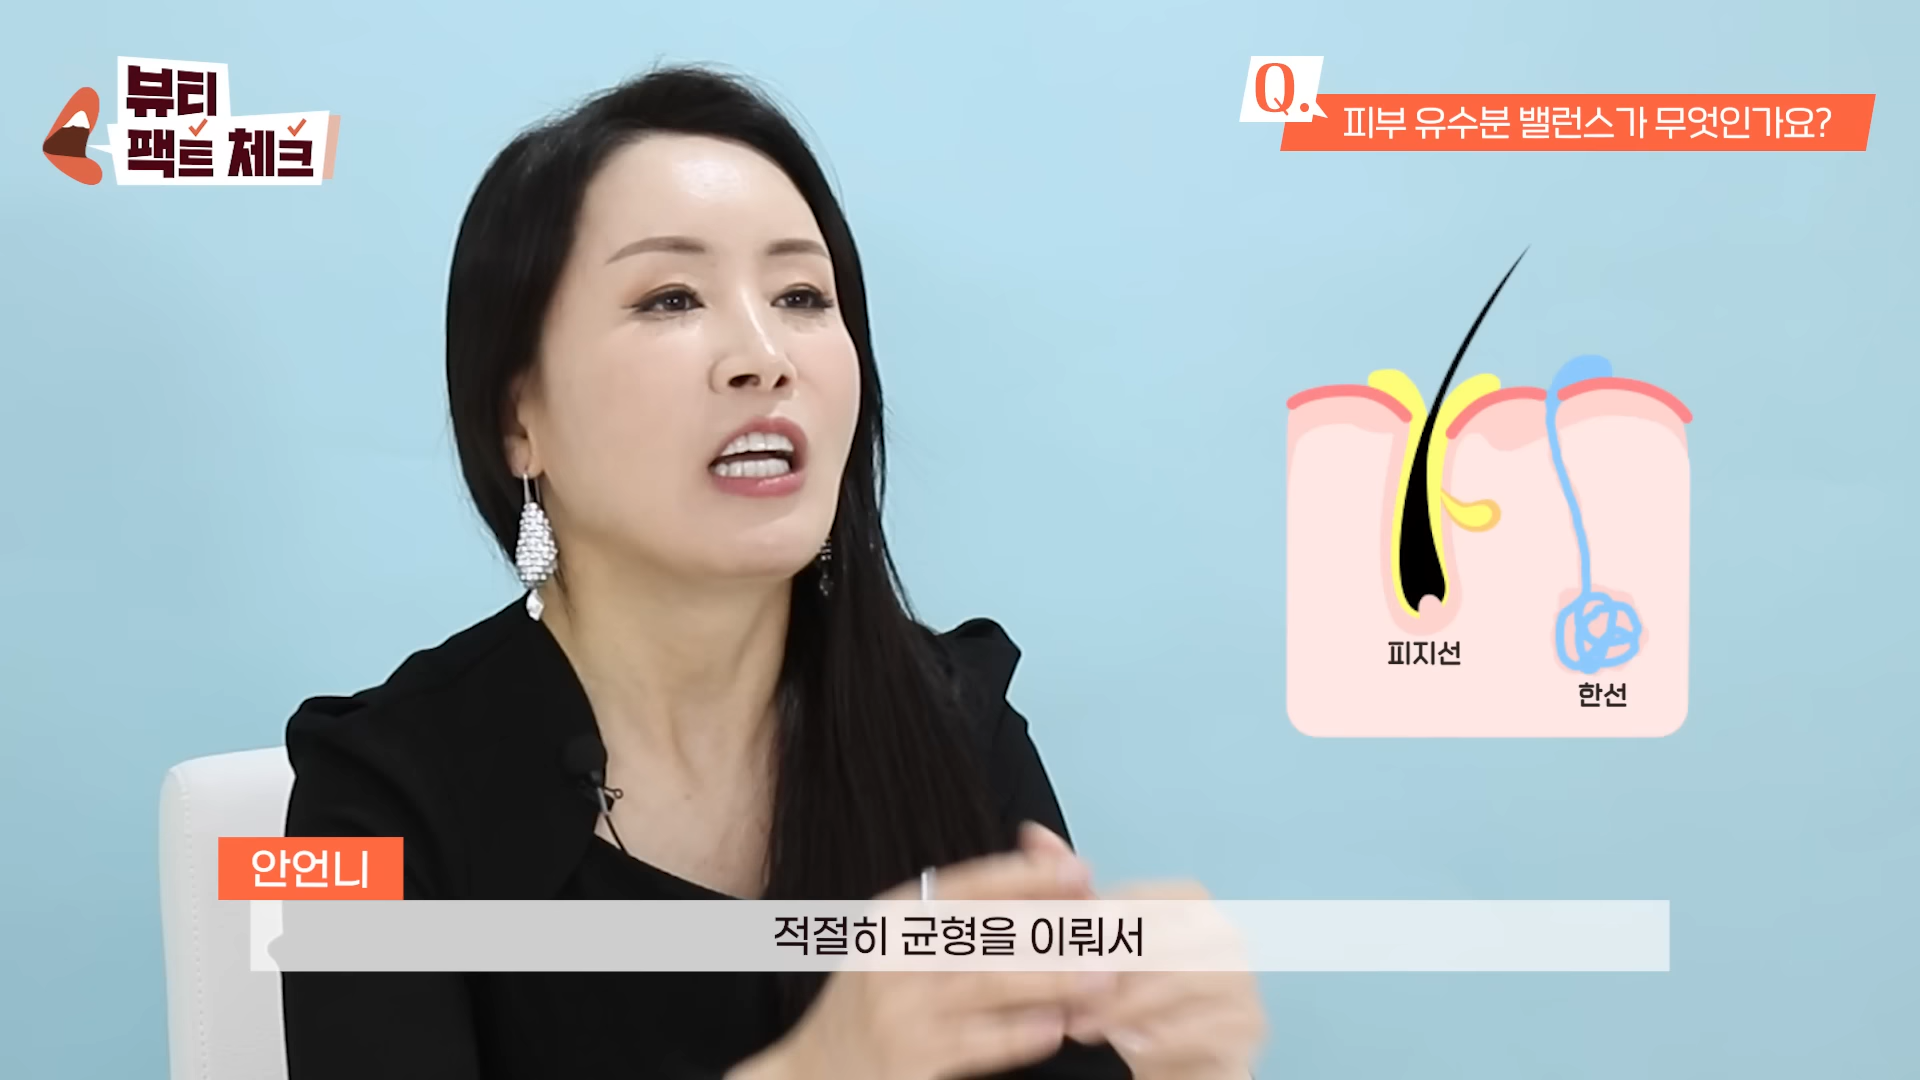 뷰티
팩트 체크
Q.
피부 유수분 밸런스가 무엇인가요?
피지선
한선
안언니
적절히 균형을 이뤄서